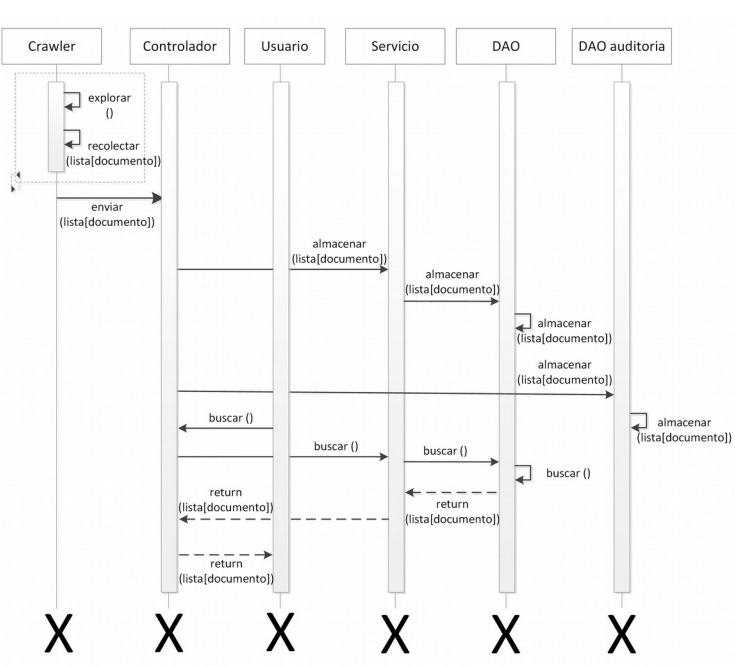 Crawler
Controlador
Usuario
Servicio
DAO
DAO auditoria
explorar
()
recolectar
(lista[documento])
enviar
(lista[documento])
almacenar
(lista[documento])
almacenar
(lista[documento])
almacenar
(lista[documento])
almacenar
(lista[documento])
buscar ()
almacenar
(lista[documento])
buscar ()
buscar ()
buscar ()
return
(lista[documento])
return
(lista[documento])
return
(lista[documento])